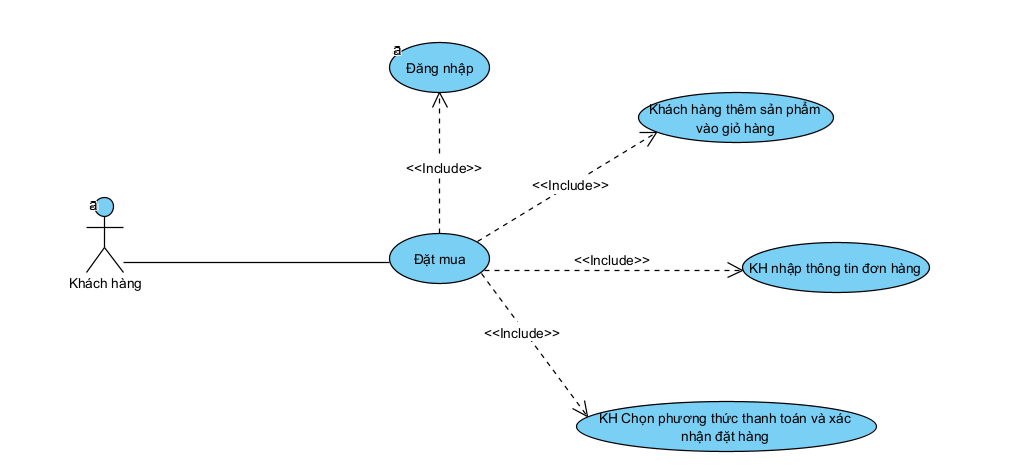 a
Đăng nhập
Khách hàng thêm sản phẩm
vào giỏ hàng
<<Include>>
<<Include>>
a
Khách hàng
Đặt mua
<<Include>>
KH nhập thông tin đơn hàng
<<Include>>
KH Chọn phương thức thanh toán và xác
nhận đặt hàng